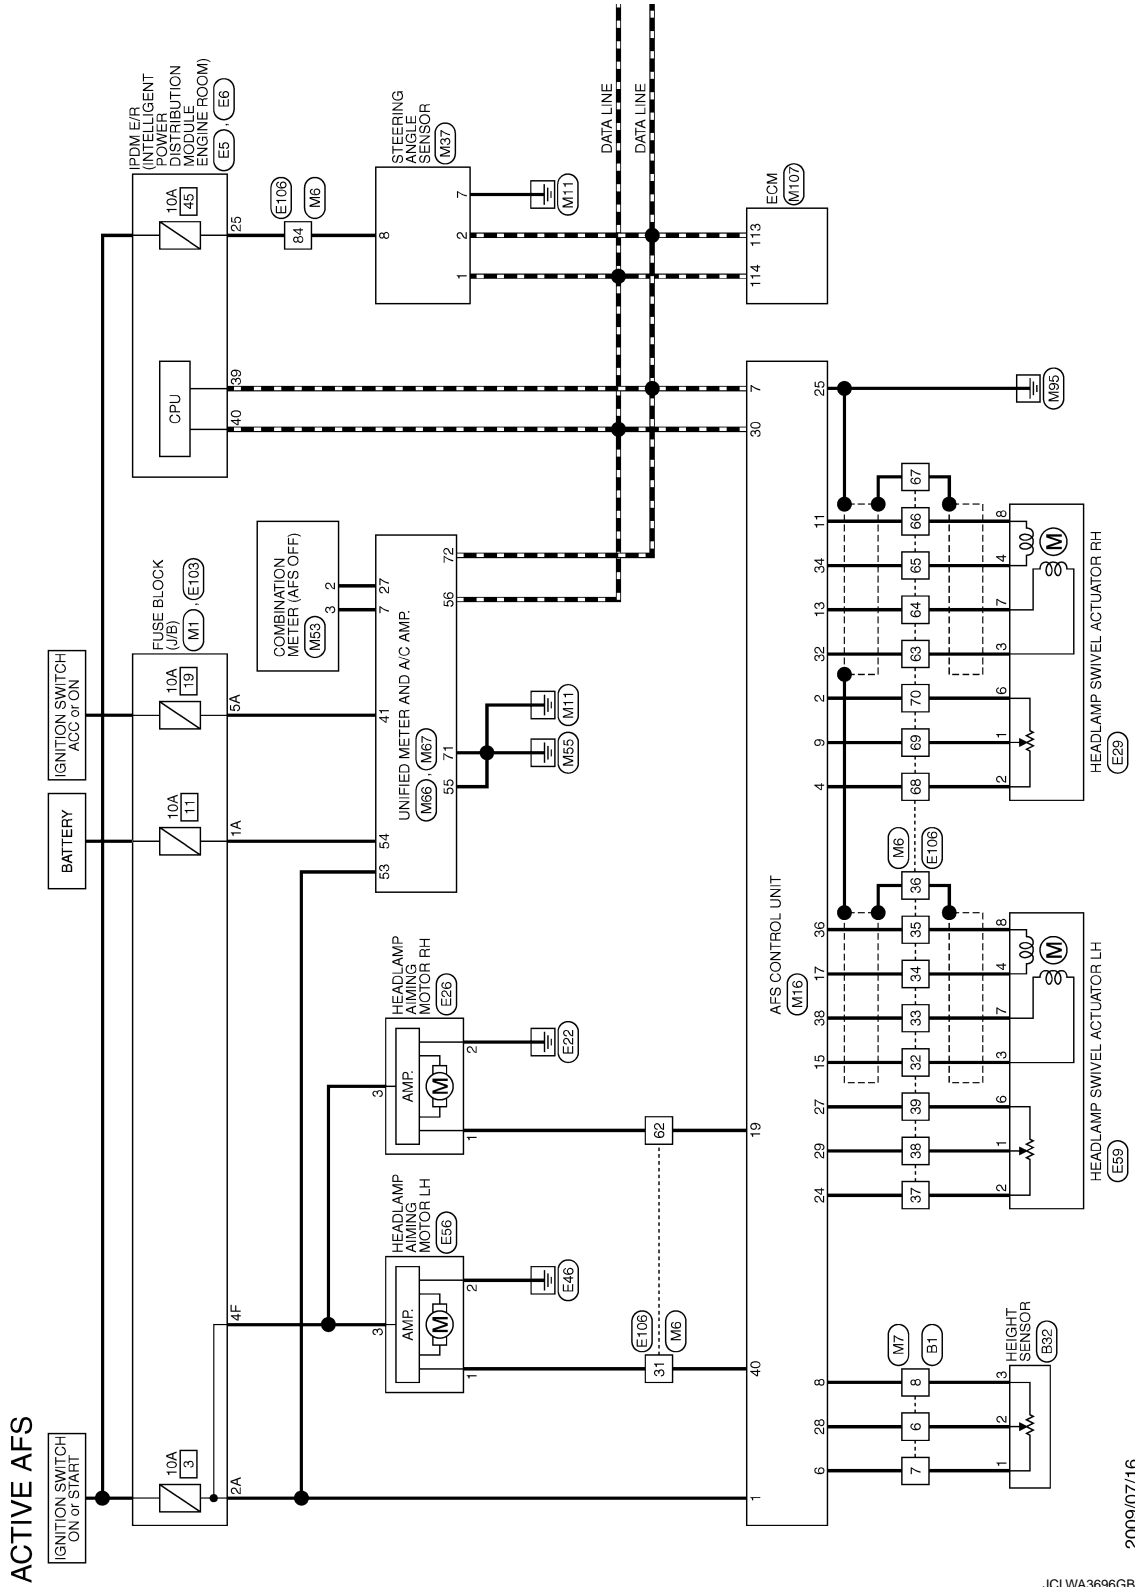 ACTIVE AFS
IGNITION SWITCH
ON or START
BATTERY
IGNITION SWITCH
ACC or ON
10A
3
10A
11
10A
19
FUSE BLOCK
(J/B)
M1 , E103
10A
45
CPU
IPDM E/R
(INTELLIGENT
POWER
DISTRIBUTION
MODULE
ENGINE ROOM)
E5 , E6
2A
4F
1A
5A
40
39
25
COMBINATION
METER (AFS OFF)
M53
3
2
84
E106
M6
3
AMP.
M
1
2
HEADLAMP
AIMING
MOTOR LH
E56
E46
3
AMP.
M
1
2
HEADLAMP
AIMING
MOTOR RH
E26
E22
53
54
41
7
27
UNIFIED METER AND A/C AMP.
M66 , M67
55
71
56
72
M55
M11
8
1
2
7
STEERING
ANGLE
SENSOR
M37
M11
DATA LINE
DATA LINE
31
E106
M6
62
1
40
19
30
7
AFS CONTROL UNIT
M16
114
113
ECM
M107
6
28
8
24
29
27
15
38
17
36
4
9
2
32
13
34
11
25
7
6
8
M7
B1
37
38
39
32
33
34
35
36
M6
E106
68
69
70
63
64
65
66
67
M95
1
2
3
HEIGHT
SENSOR
B32
2
1
6
3
7
4
8
M
HEADLAMP SWIVEL ACTUATOR LH
E59
2
1
6
3
7
4
8
M
HEADLAMP SWIVEL ACTUATOR RH
E29
2009/07/16
JCLWA3696GB